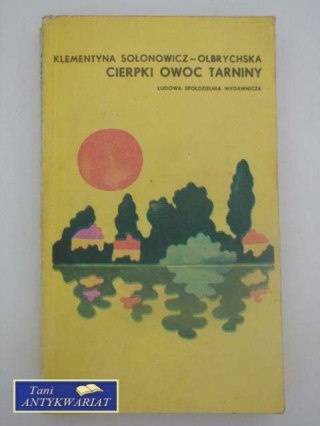 KLEMENTYNA SOŁONOWICZ–OLBRYCHSKA
CIERPKI OWOC TARNINY
LUDOWA SPÓŁDZIELNIA WYDAWNICZA
Tani
ANTYKWARIAT